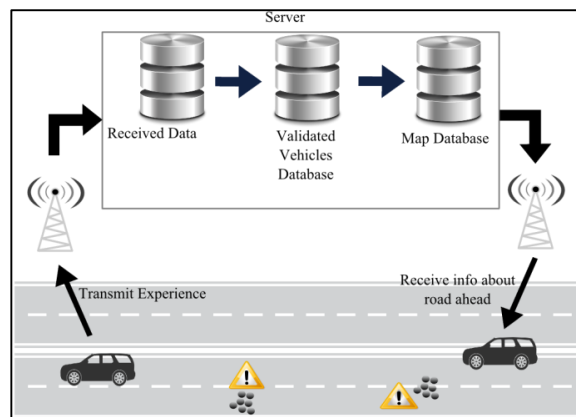 Server
Received Data
Validated
Vehicles
Database
Map Database
Transmit Experience
Receive info about
road ahead
!
!